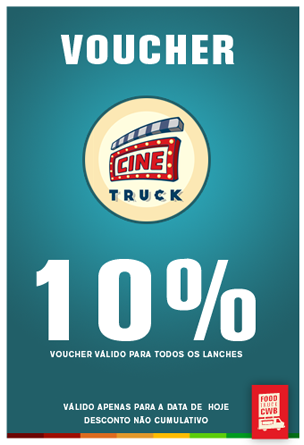 VOUCHER
CINE
TRUCK
10%
VOUCHER VÁLIDO PARA TODOS OS LANCHES
VÁLIDO APENAS PARA A DATA DE HOJE
DESCONTO NÃO CUMULATIVO
FOOD
TRUCK
CWB